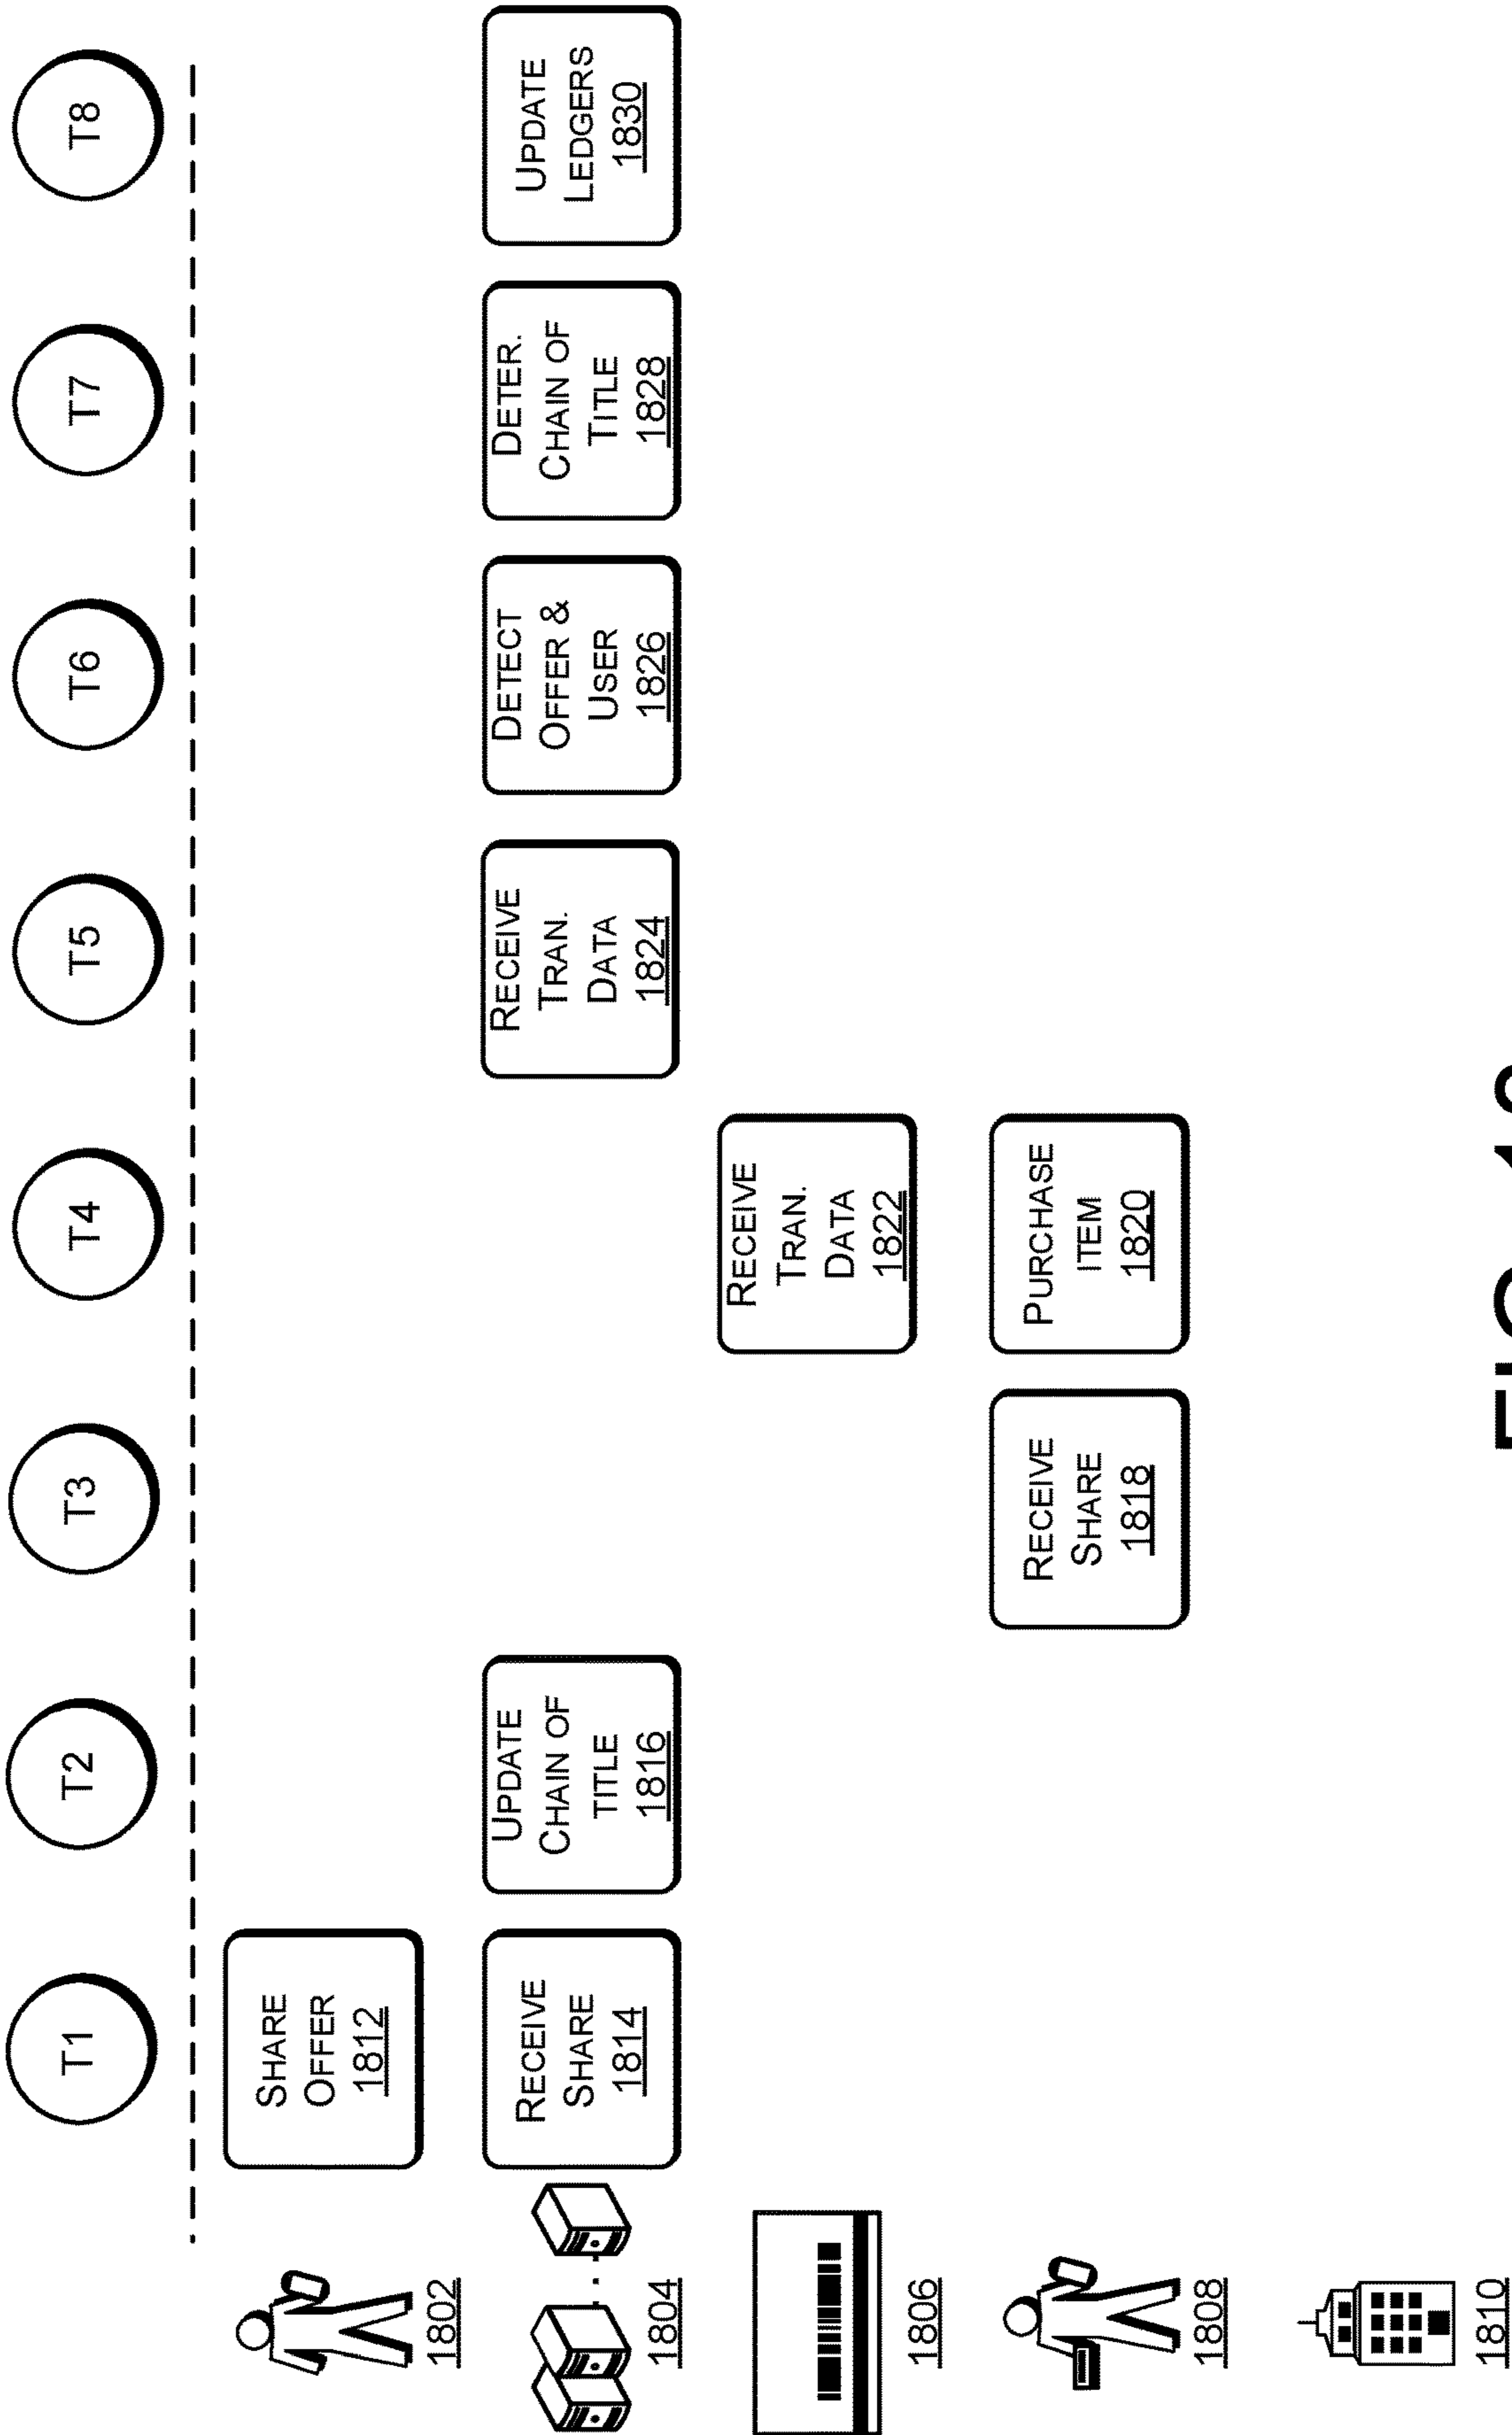 T1
T2
T3
T4
T5
T6
T7
T8
1802
SHARE
OFFER
1812
1804
RECEIVE
SHARE
1814
UPDATE
CHAIN OF
TITLE
1816
RECEIVE
TRAN.
DATA
1824
DETECT
OFFER &
USER
1826
DETER.
CHAIN OF
TITLE
1828
UPDATE
LEDGERS
1830
1806
RECEIVE
TRAN.
DATA
1822
1808
RECEIVE
SHARE
1818
PURCHASE
ITEM
1820
1810